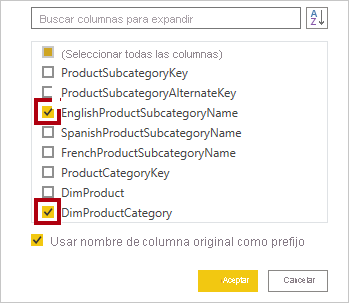 Buscar columnas para expandir
A
Z
(Seleccionar todas las columnas)
ProductSubcategoryKey
ProductSubcategoryAlternateKey
EnglishProductSubcategoryName
SpanishProductSubcategoryName
FrenchProductSubcategoryName
ProductCategoryKey
DimProduct
DimProductCategory
Usar nombre de columna original como prefijo
Aceptar
Cancelar